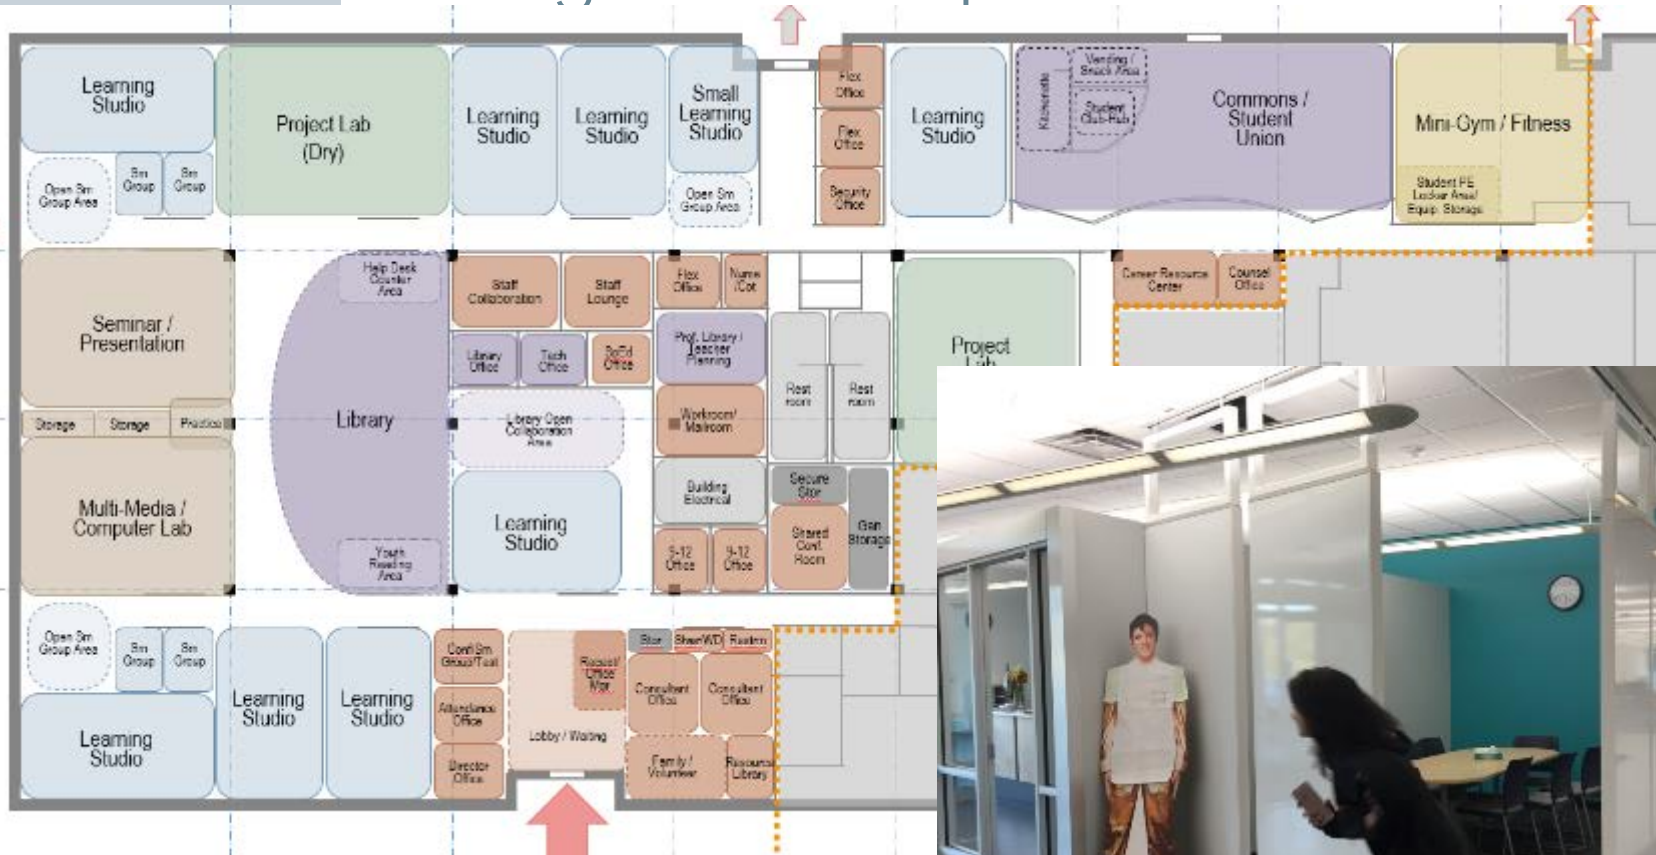 Learning
Studio
Project Lab
(Dry)
Learning
Studio
Learning
Studio
Small
Learning
Studio
Flex
Office
Flex
Office
Security
Office
Learning
Studio
Kitchenette
Vending /
Snack Area
Student
Club-Hub
Commons /
Student
Union
Mini-Gym / Fitness
Student PE
Locker Area/
Equip. Storage
Open Sm
Group Area
Sm
Group
Sm
Group
Open Sm
Group Area
Seminar /
Presentation
Help Desk
Counter
Area
Staff
Collaboration
Staff
Lounge
Flex
Office
Nurse
/Cot
Career Resource
Center
Counsel
Office
Library
Office
Tech
Office
SpEd
Office
Prof. Library /
Teacher
Planning
Project
Rest
room
Rest
room
Storage
Storage
Practice
Library
Library Open
Collaboration
Area
Workroom/
Mailroom
Multi-Media /
Computer Lab
Learning
Studio
Building
Electrical
Secure
Stor
Shared
Conf.
Room
Gen
Storage
Youth
Reading
Area
9-12
Office
9-12
Office
Open Sm
Group Area
Sm
Group
Sm
Group
Learning
Studio
Learning
Studio
Learning
Studio
Conf/Sm
Group/Test
Attendance
Office
Director
Office
Lobby / Waiting
Recept/
Office
Mgr
Stor
Shwr/WD
Restrm
Consultant
Office
Consultant
Office
Family /
Volunteer
Resource
Library